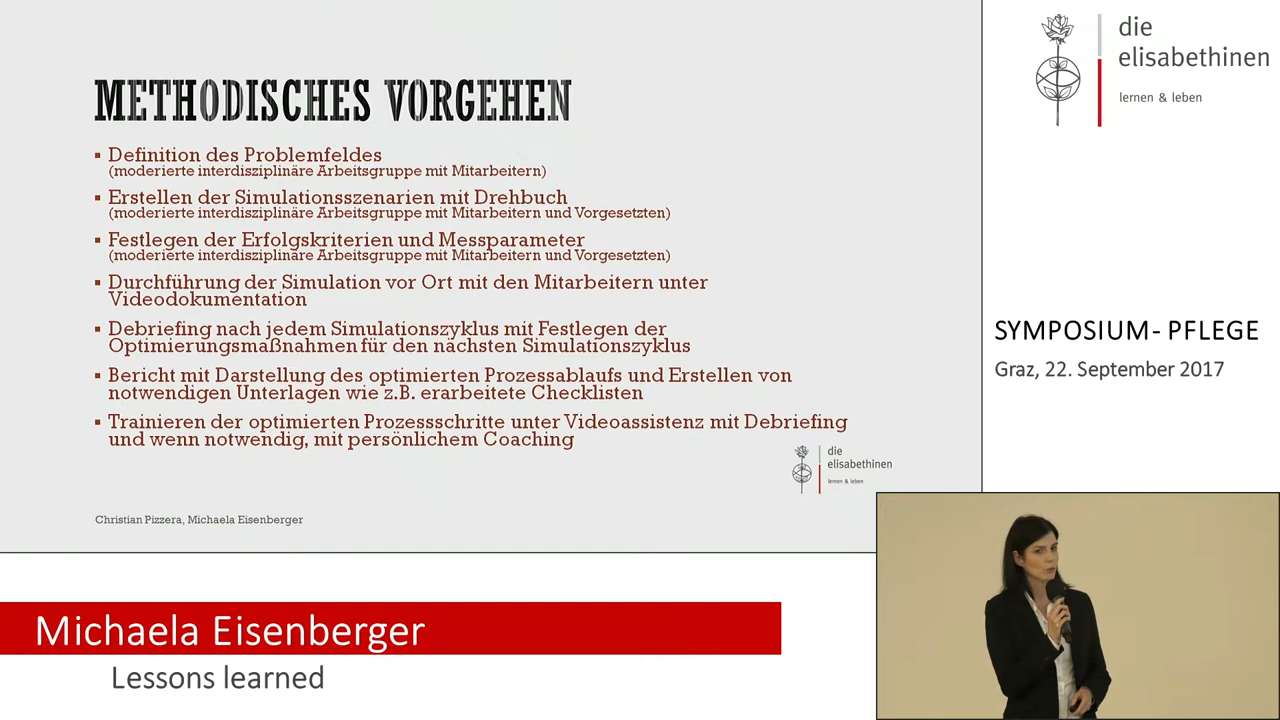 METHODISCHES VORGEHEN
▪ Definition des Problemfeldes
(moderierte interdisziplinäre Arbeitsgruppe mit Mitarbeitern)
▪ Erstellen der Simulationsszenarien mit Drehbuch
(moderierte interdisziplinäre Arbeitsgruppe mit Mitarbeitern und Vorgesetzten)
▪ Festlegen der Erfolgskriterien und Messparameter
(moderierte interdisziplinäre Arbeitsgruppe mit Mitarbeitern und Vorgesetzten)
▪ Durchführung der Simulation vor Ort mit den Mitarbeitern unter
Videodokumentation
▪ Debriefing nach jedem Simulationszyklus mit Festlegen der
Optimierungsmaßnahmen für den nächsten Simulationszyklus
▪ Bericht mit Darstellung des optimierten Prozessablaufs und Erstellen von
notwendigen Unterlagen wie z.B. erarbeitete Checklisten
▪ Trainieren der optimierten Prozessschritte unter Videoassistenz mit Debriefing
und wenn notwendig, mit persönlichem Coaching
die
elisabethinen
lernen & leben
Christian Pizzera, Michaela Eisenberger
die
elisabethinen
lernen & leben
SYMPOSIUM - PFLEGE
Graz, 22. September 2017
Michaela Eisenberger
Lessons learned